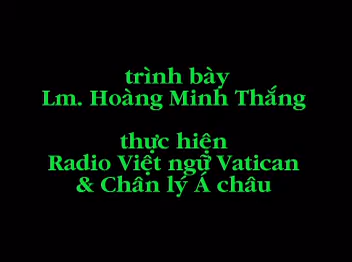 trình bày
Lm. Hoàng Minh Thắng
thực hiện
Radio Việt ngữ Vatican
& Chân lý Á châu